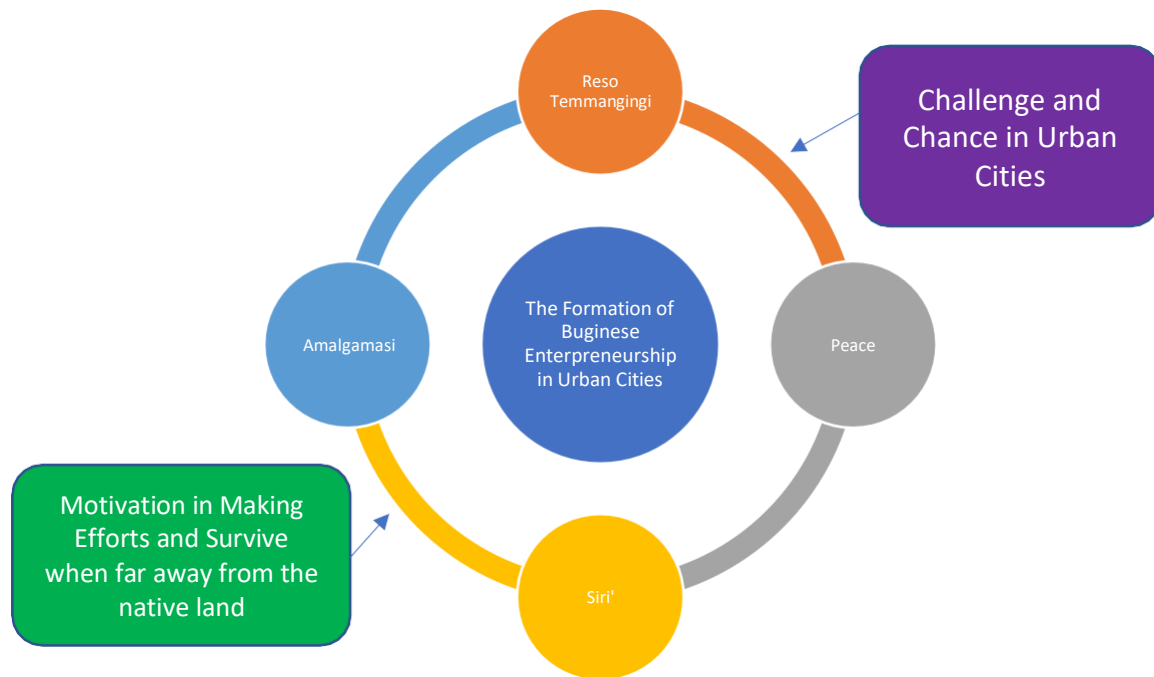 Reso
Temmangingi
Challenge and
Chance in Urban
Cities
The Formation of
Buginese
Enterpreneurship
in Urban Cities
Amalgamasi
Peace
Motivation in Making
Efforts and Survive
when far away from the
native land
Siri'